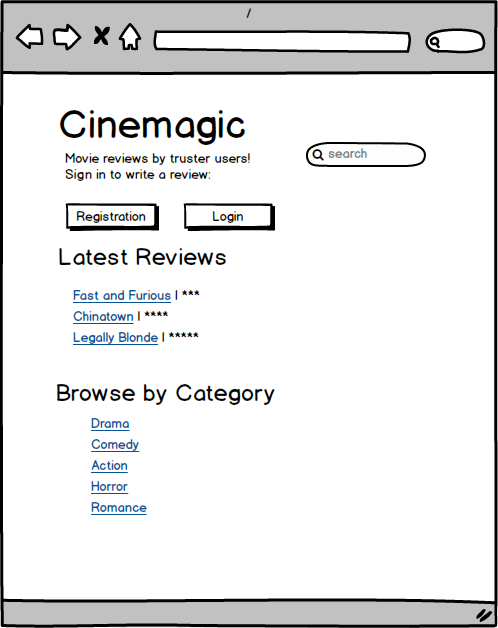 /
Cinemagic
Movie reviews by truster users!
Sign in to write a review:
search
Registration
Login
Latest Reviews
Fast and Furious | ***
Chinatown | ****
Legally Blonde | *****
Browse by Category
Drama
Comedy
Action
Horror
Romance